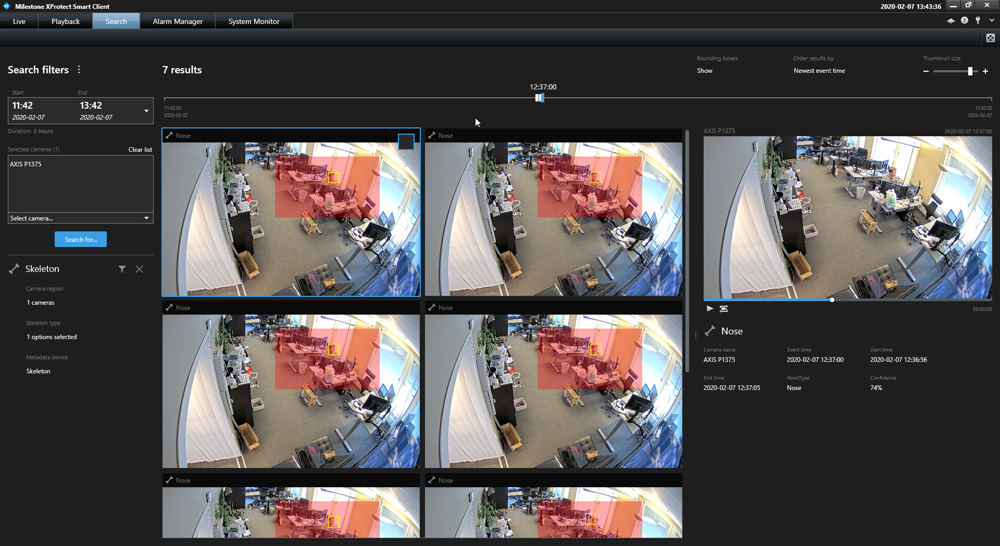 Milestone XProtect Smart Client
2020-02-07 13:43:36
Live
Playback
Search
Alarm Manager
System Monitor
Search filters
7 results
Bounding boxes
Show
Order results by
Newest event time
Thumbnail size
Start
End
11:42
13:42
2020-02-07
2020-02-07
Duration: 2 hours
12:37:00
11:42:00
2020-02-07
13:42:00
2020-02-07
Selected cameras (1)
Clear list
AXIS P1375
Select camera...
Search for...
Skeleton
Camera region
1 cameras
Skeleton type
1 options selected
Metadata device
Skeleton
Nose
Nose
Nose
Nose
Nose
Nose
AXIS P1375
2020-02-07 12:37:00
00:00:09
Nose
Camera name
Event time
Start time
AXIS P1375
2020-02-07 12:37:00
2020-02-07 12:36:56
End time
PointType
Confidence
2020-02-07 12:37:05
Nose
74%